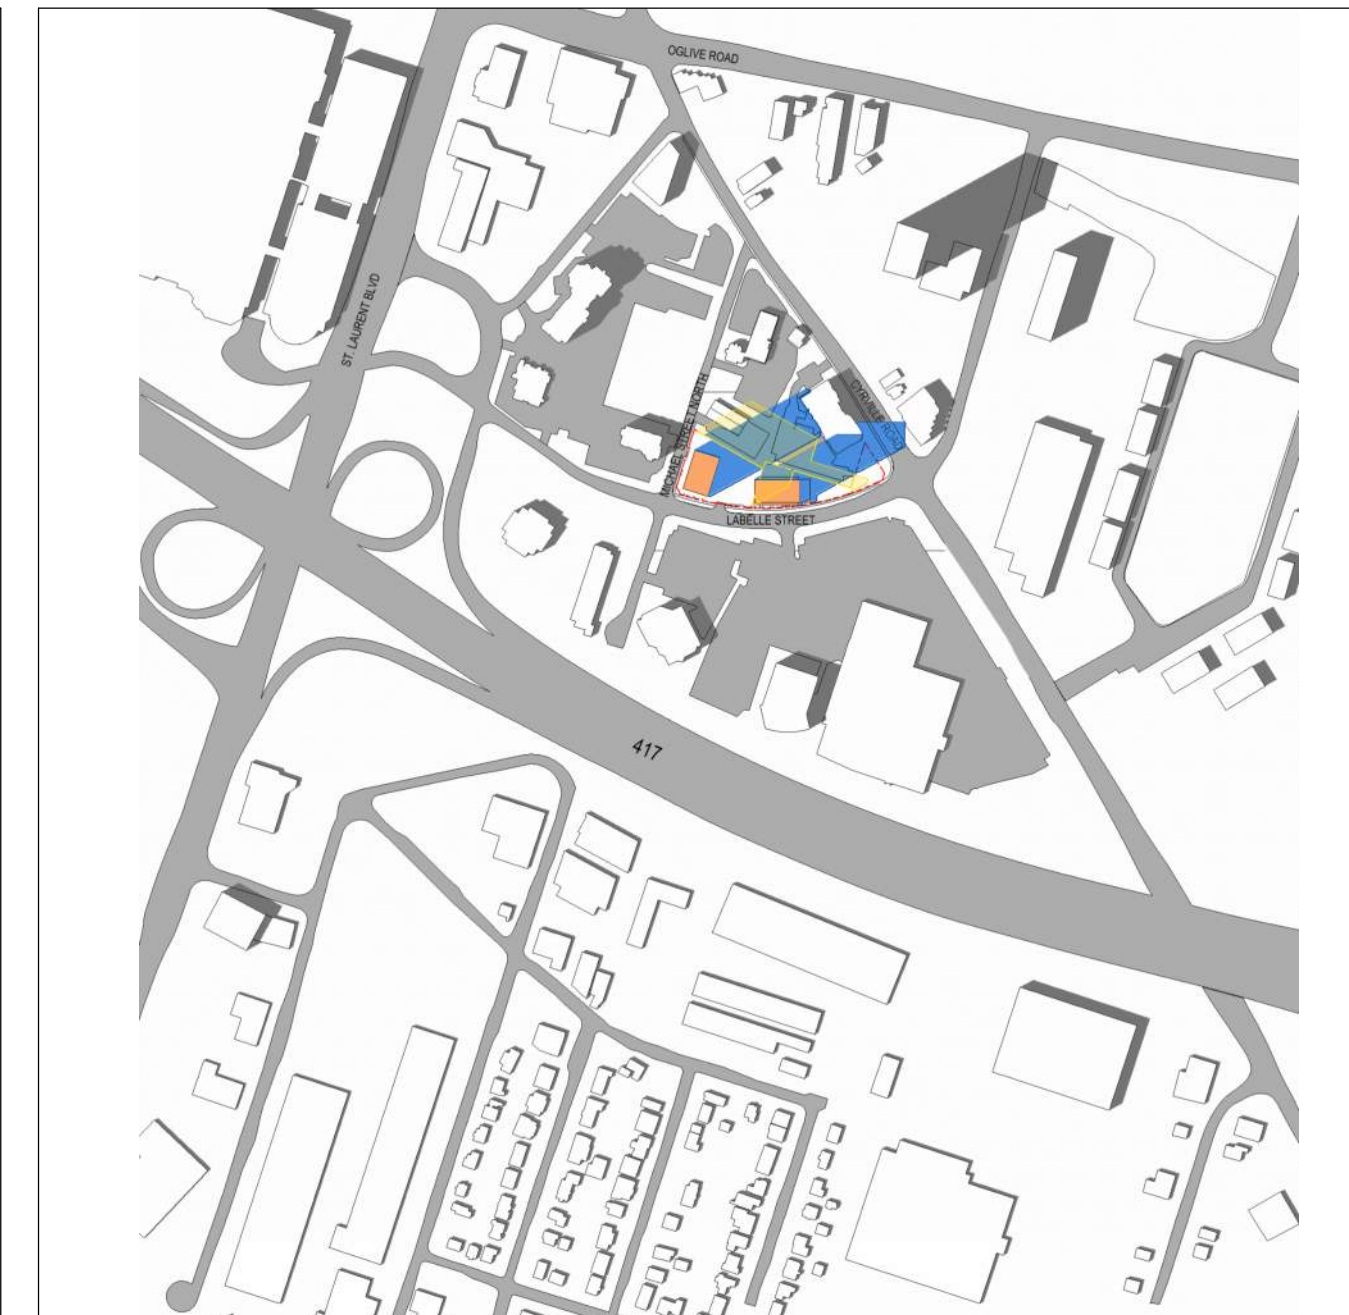 OGLIVE ROAD
ST. LAURENT BLVD
MICHAEL STREET NORTH
CYRVILLE ROAD
LABELLE STREET
417